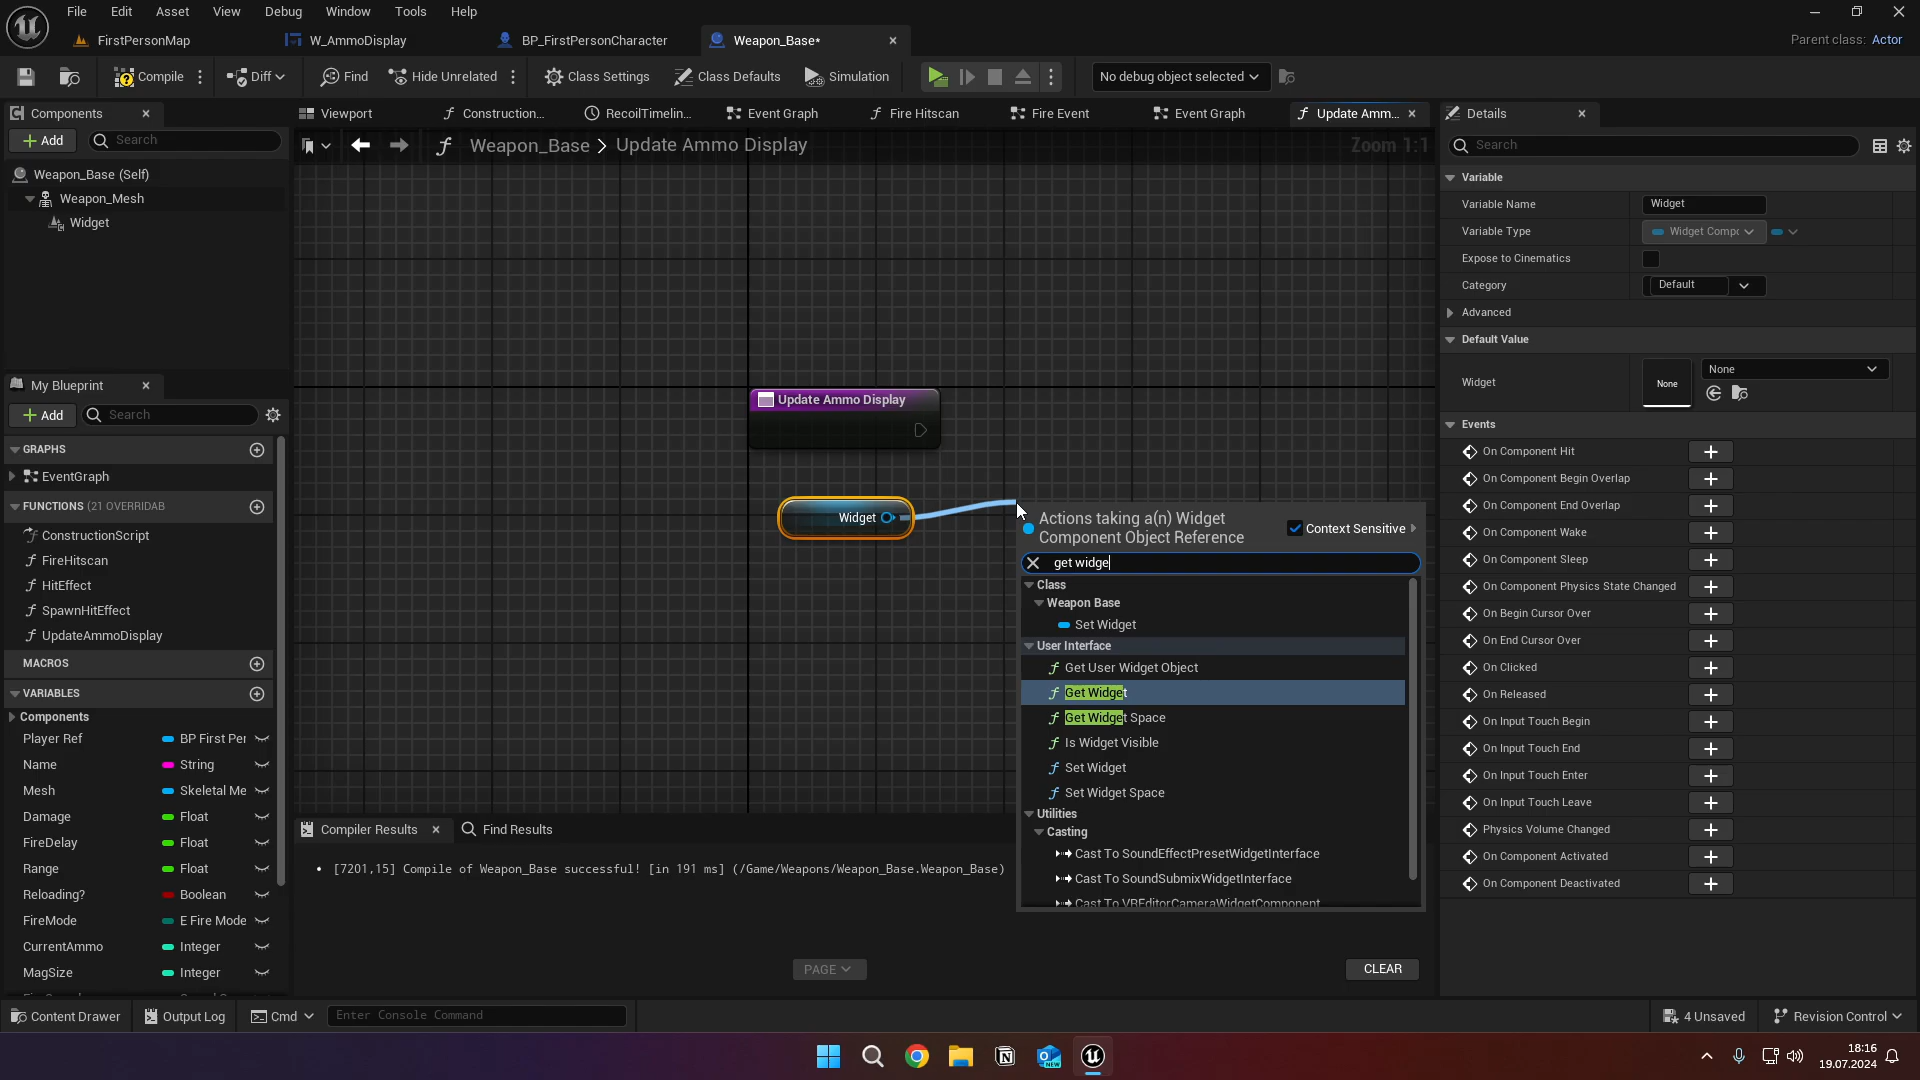 File Edit Asset View Debug Window Tools Help
FirstPersonMap W_AmmoDisplay BP_FirstPersonCharacter Weapon_Base*
Parent class: Actor
Compile Diff Find Hide Unrelated Class Settings Class Defaults Simulation No debug object selected
Components
Add Search
Weapon_Base (Self)
Weapon_Mesh
Widget
Viewport Construction... RecoilTimelin... Event Graph Fire Hitscan Fire Event Event Graph Update Amm...
Weapon_Base > Update Ammo Display
Zoom 1:1
Update Ammo Display
Widget
Actions taking a(n) Widget
Component Object Reference
Context Sensitive
get widge
Class
Weapon Base
Set Widget
User Interface
Get User Widget Object
Get Widget
Get Widget Space
Is Widget Visible
Set Widget
Set Widget Space
Utilities
Casting
Cast To SoundEffectPresetWidgetInterface
Cast To SoundSubmixWidgetInterface
Cast To VREditorCameraWidgetComponent
My Blueprint
Add Search
GRAPHS
EventGraph
FUNCTIONS (21 OVERRIDAB
ConstructionScript
FireHitscan
HitEffect
SpawnHitEffect
UpdateAmmoDisplay
MACROS
VARIABLES
Components
Player Ref BP First Per
Name String
Mesh Skeletal Me
Damage Float
FireDelay Float
Range Float
Reloading? Boolean
FireMode E Fire Mode
CurrentAmmo Integer
MagSize Integer
Compiler Results Find Results
[7201,15] Compile of Weapon_Base successful! [in 191 ms] (/Game/Weapons/Weapon_Base.Weapon_Base)
PAGE
CLEAR
Details
Search
Variable
Variable Name Widget
Variable Type Widget Compo
Expose to Cinematics
Category Default
Advanced
Default Value
Widget None None
Events
On Component Hit
On Component Begin Overlap
On Component End Overlap
On Component Wake
On Component Sleep
On Component Physics State Changed
On Begin Cursor Over
On End Cursor Over
On Clicked
On Released
On Input Touch Begin
On Input Touch End
On Input Touch Enter
On Input Touch Leave
Physics Volume Changed
On Component Activated
On Component Deactivated
Content Drawer Output Log Cmd Enter Console Command
4 Unsaved Revision Control
18:16
19.07.2024